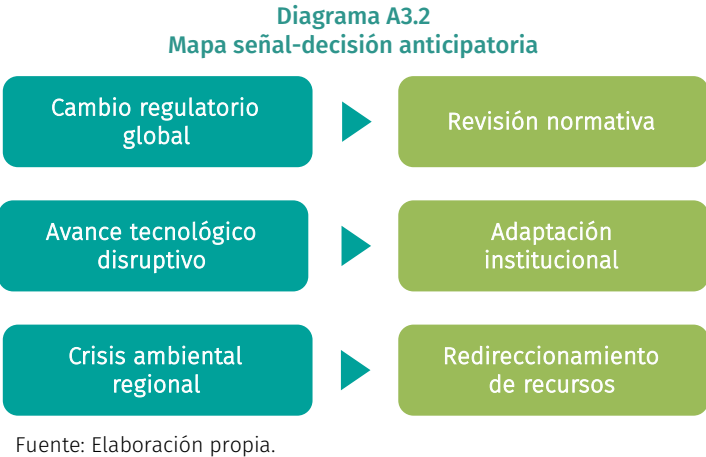 Diagrama A3.2
Mapa señal-decisión anticipatoria
Cambio regulatorio
global
Revisión normativa
Avance tecnológico
disruptivo
Adaptación
institucional
Crisis ambiental
regional
Redireccionamiento
de recursos
Fuente: Elaboración propia.